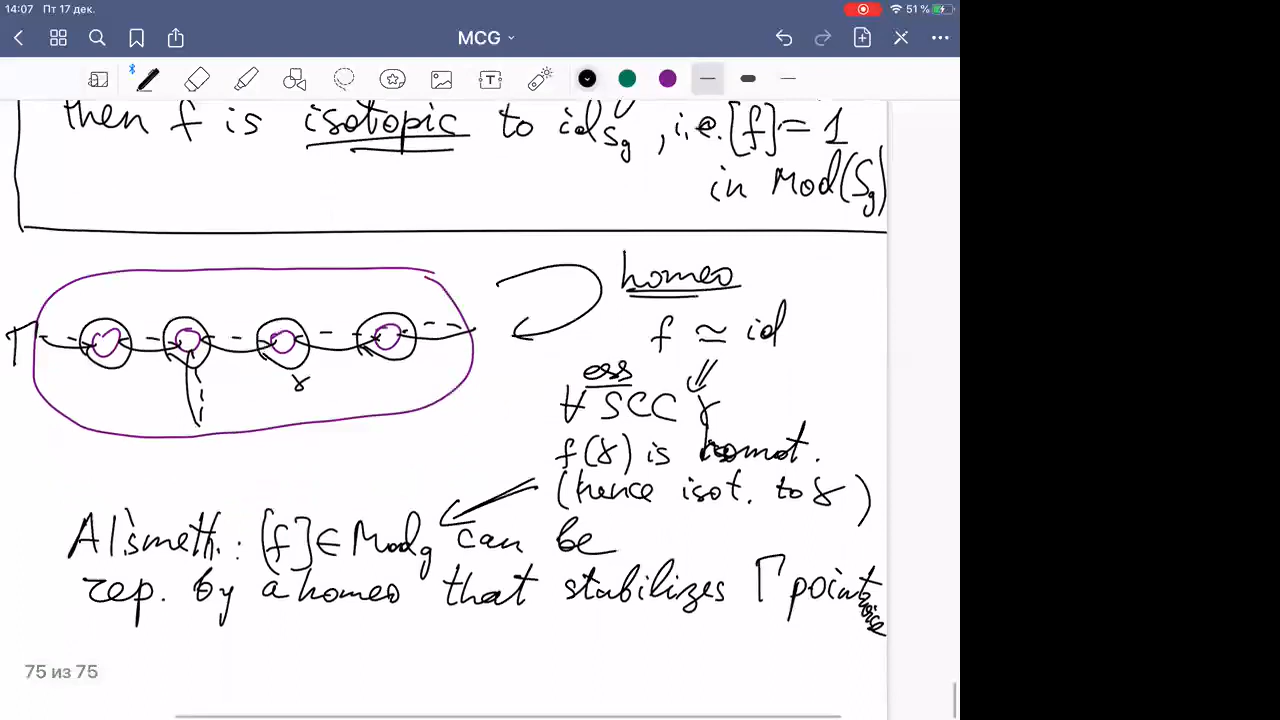 14:07 Пт 17 дек.
51 %
MCG
then f is isotopic to id_{S_g}, i.e. [f] = 1
in Mod(S_g)
homeo
f ≃ id
Γ
ess
∀ SCC γ
γ
f(γ) is homot.
(hence isot. to γ)
Al's meth.: [f] ∈ Mod_g can be
rep. by a homeo that stabilizes Γ pointwise
75 из 75